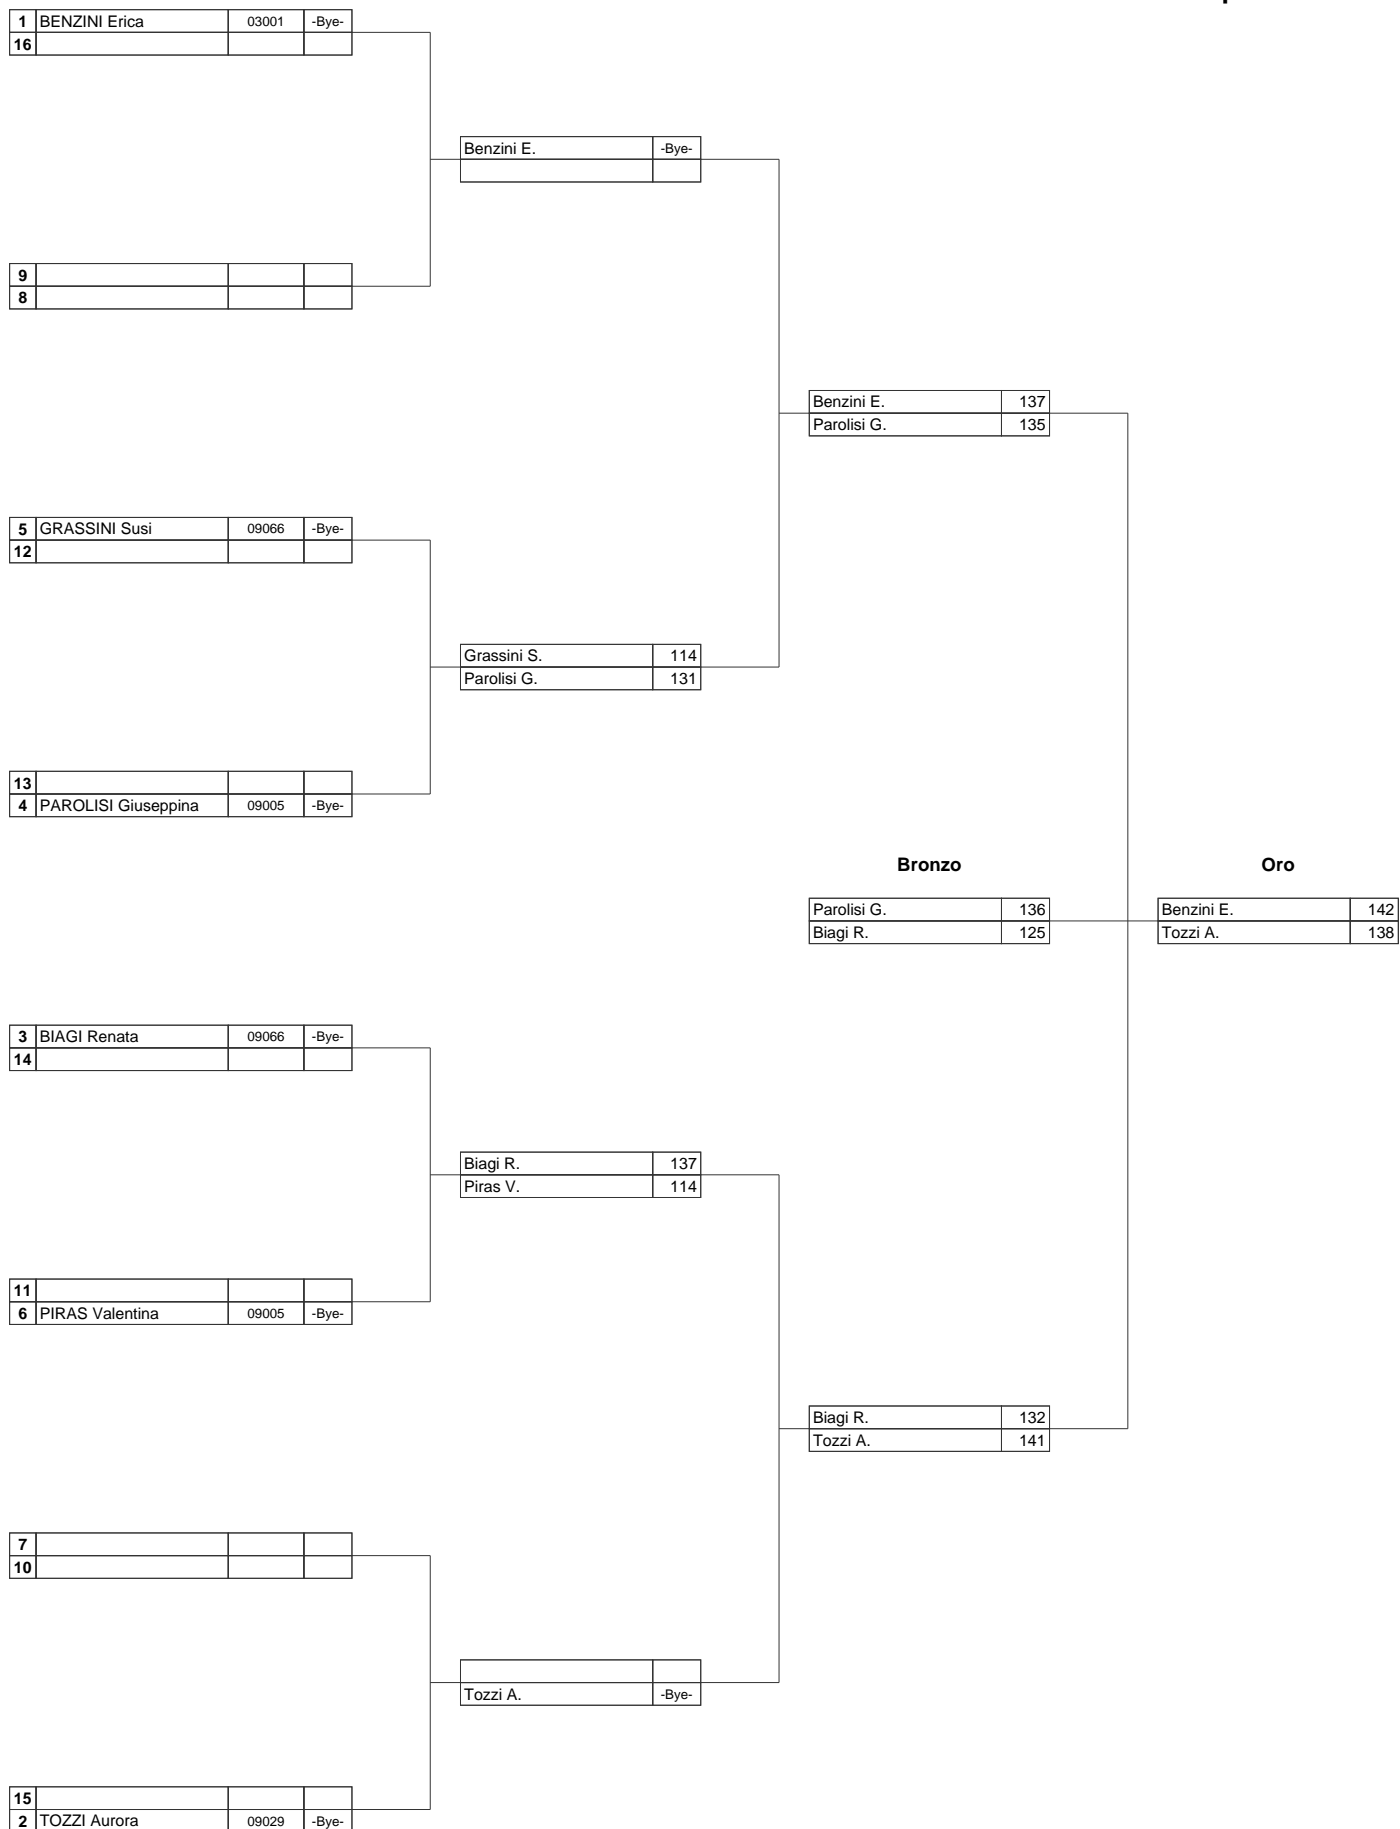 1 BENZINI Erica 03001 -Bye-
16
Benzini E. -Bye-
9
8
Benzini E. 137
Parolisi G. 135
5 GRASSINI Susi 09066 -Bye-
12
Grassini S. 114
Parolisi G. 131
13
4 PAROLISI Giuseppina 09005 -Bye-
Bronzo Oro
Parolisi G. 136 Benzini E. 142
Biagi R. 125 Tozzi A. 138
3 BIAGI Renata 09066 -Bye-
14
Biagi R. 137
Piras V. 114
11
6 PIRAS Valentina 09005 -Bye-
Biagi R. 132
Tozzi A. 141
7
10
Tozzi A. -Bye-
15
2 TOZZI Aurora 09029 -Bye-